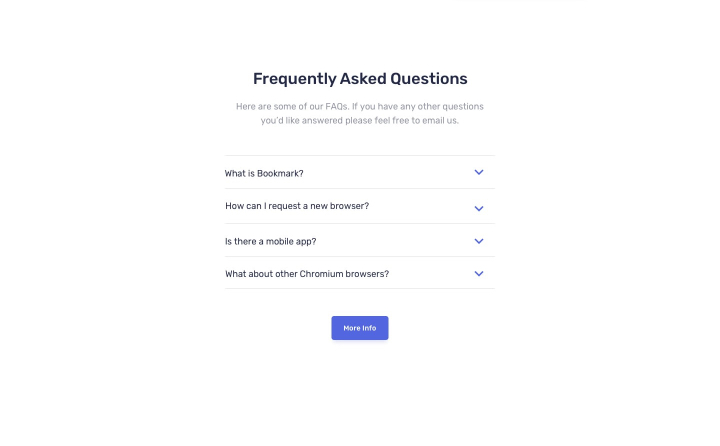 Frequently Asked Questions
Here are some of our FAQs. If you have any other questions
you'd like answered please feel free to email us.
What is Bookmark?
How can I request a new browser?
Is there a mobile app?
What about other Chromium browsers?
More Info